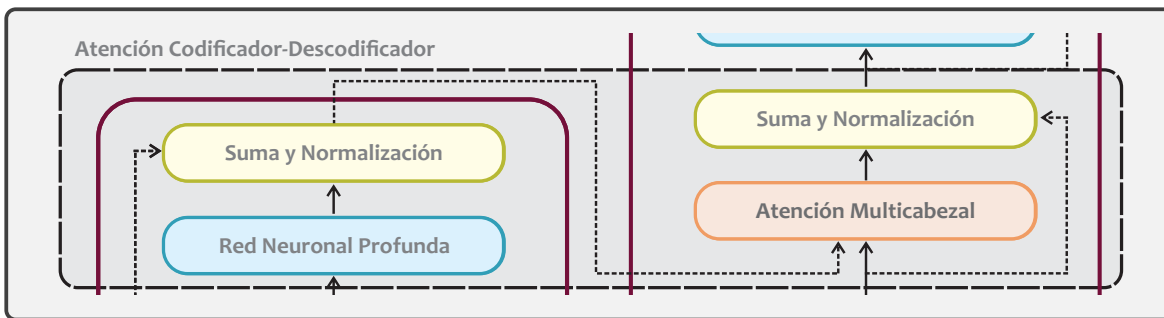 Atención Codificador-Descodificador
Suma y Normalización
Red Neuronal Profunda
Suma y Normalización
Atención Multicabezal